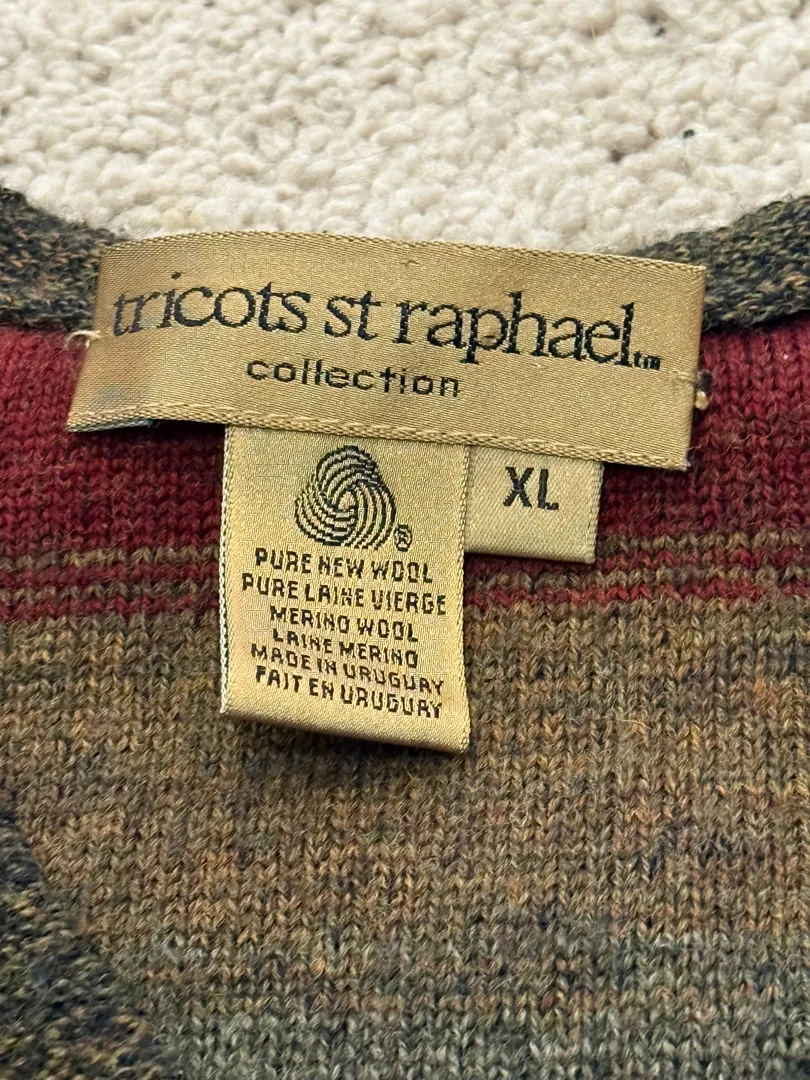 tricots st raphael™
collection
XL
®
PURE NEW WOOL
PURE LAINE VIERGE
MERINO WOOL
LAINE MERINO
MADE IN URUGUAY
FAIT EN URUGUAY